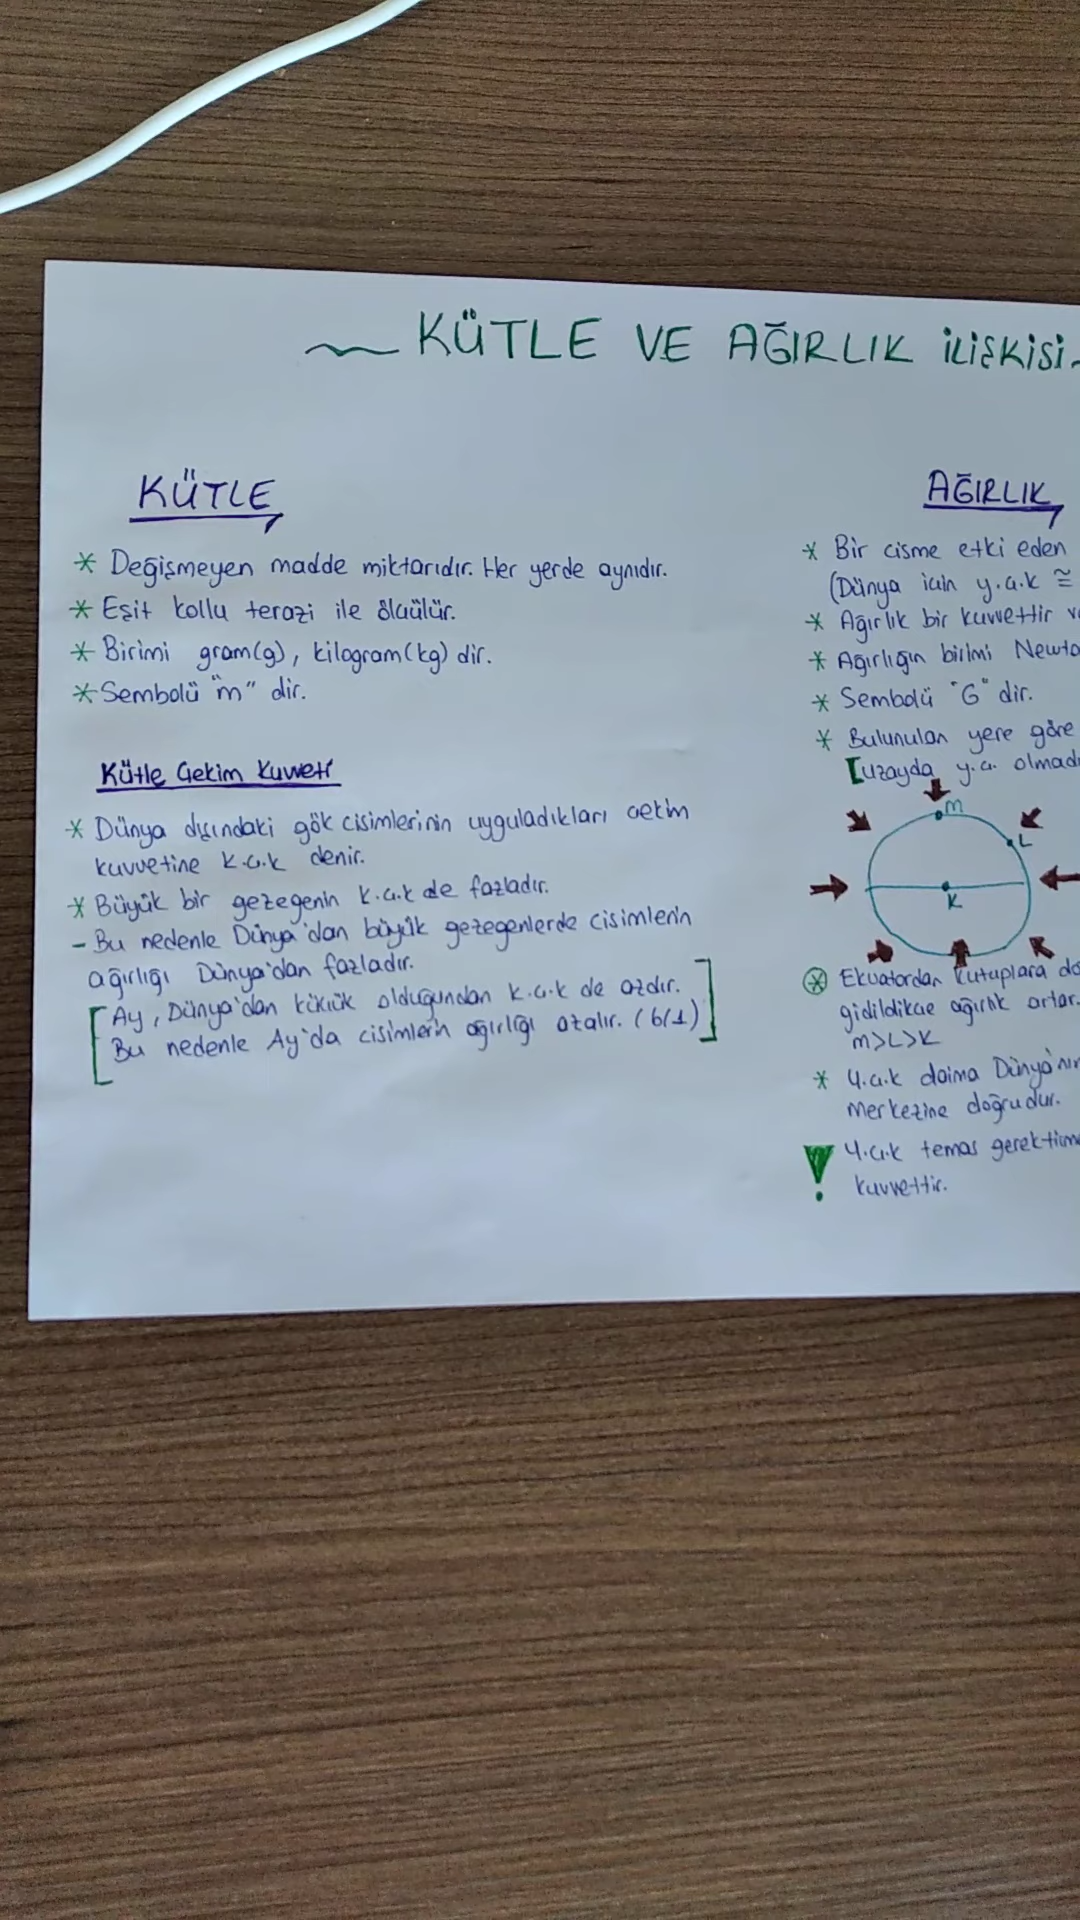 KÜTLE VE AĞIRLIK İLİŞKİSİ
KÜTLE
* Değişmeyen madde miktarıdır. Her yerde aynıdır.
* Eşit kollu terazi ile ölçülür.
* Birimi gram(g), kilogram(kg) dir.
* Sembolü "m" dir.
Kütle Çekim Kuvveti
* Dünya dışındaki gök cisimlerinin uyguladıkları çekim
kuvvetine k.ç.k denir.
* Büyük bir gezegenin k.ç.k de fazladır.
- Bu nedenle Dünya'dan büyük gezegenlerde cisimlerin
ağırlığı Dünya'dan fazladır.
[Ay, Dünya'dan küçük olduğundan k.ç.k de azdır.
Bu nedenle Ay'da cisimlerin ağırlığı azalır. (6/1)]
AĞIRLIK
* Bir cisme etki eden
(Dünya için y.ç.k ≅
* Ağırlık bir kuvvettir
* Ağırlığın birimi Newto
* Sembolü "G" dir.
* Bulunulan yere göre
[Uzayda y.ç. olmad
m
L
K
* Ekvatordan kutuplara do
gidildikçe ağırlık artar.
m>L>K
* Y.ç.k daima Dünya'nın
merkezine doğrudur.
! Y.ç.k temas gerektirme
kuvvettir.